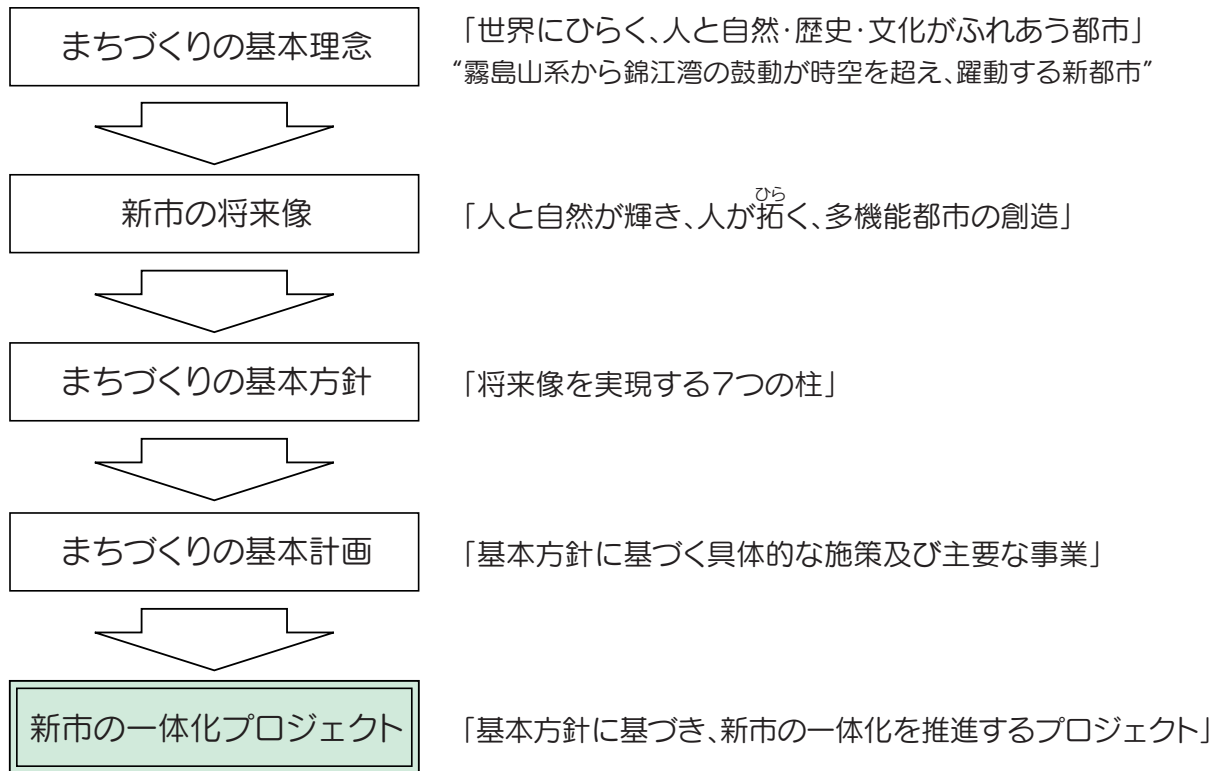 まちづくりの基本理念
「世界にひらく、人と自然・歴史・文化がふれあう都市」
“霧島山系から錦江湾の鼓動が時空を超え、躍動する新都市”
新市の将来像
ひら
「人と自然が輝き、人が拓く、多機能都市の創造」
まちづくりの基本方針
「将来像を実現する7つの柱」
まちづくりの基本計画
「基本方針に基づく具体的な施策及び主要な事業」
新市の一体化プロジェクト
「基本方針に基づき、新市の一体化を推進するプロジェクト」